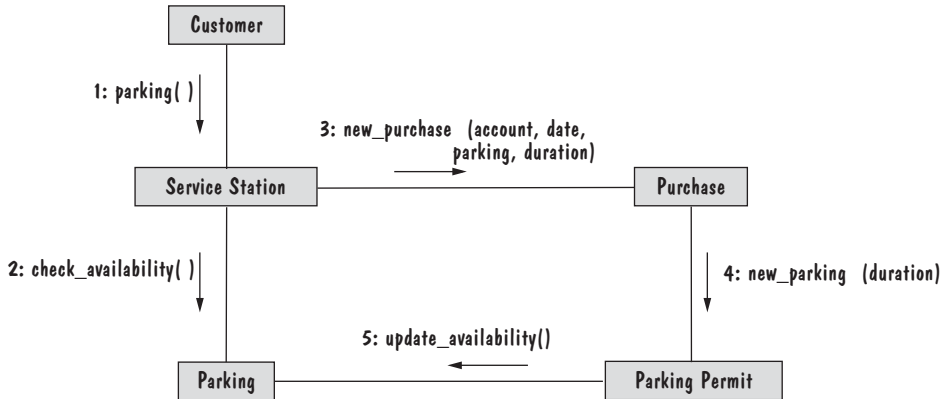 Customer
1: parking( )
3: new_purchase (account, date,
parking, duration)
Service Station
Purchase
2: check_availability( )
4: new_parking (duration)
5: update_availability()
Parking
Parking Permit